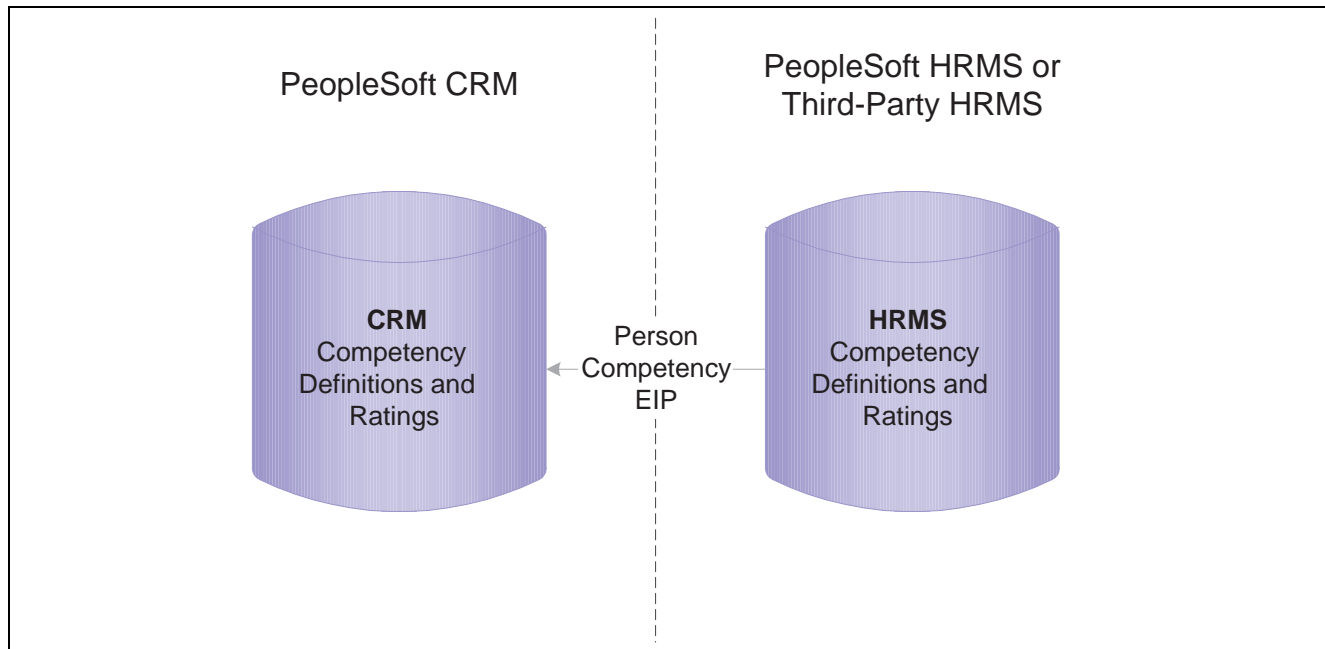 PeopleSoft CRM
PeopleSoft HRMS or
Third-Party HRMS
CRM
Competency
Definitions and
Ratings
Person
Competency
EIP
HRMS
Competency
Definitions and
Ratings